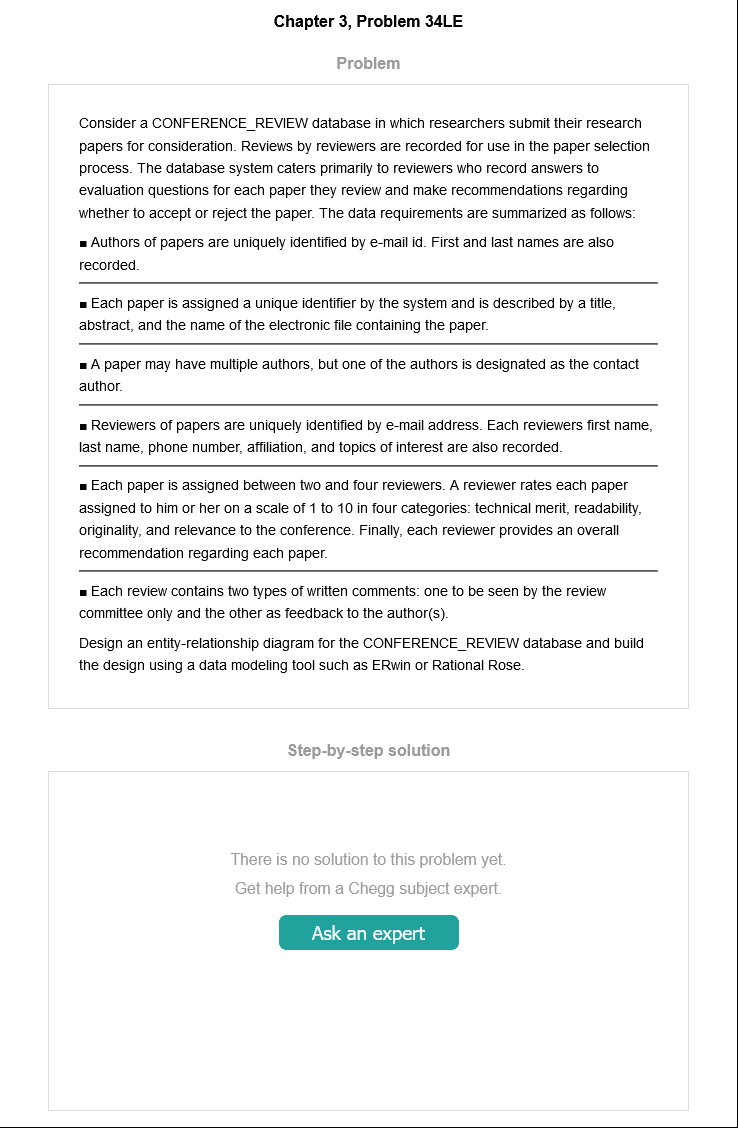 Chapter 3, Problem 34LE
Problem
Consider a CONFERENCE_REVIEW database in which researchers submit their research
papers for consideration. Reviews by reviewers are recorded for use in the paper selection
process. The database system caters primarily to reviewers who record answers to
evaluation questions for each paper they review and make recommendations regarding
whether to accept or reject the paper. The data requirements are summarized as follows:
■ Authors of papers are uniquely identified by e-mail id. First and last names are also
recorded.
■ Each paper is assigned a unique identifier by the system and is described by a title,
abstract, and the name of the electronic file containing the paper.
■ A paper may have multiple authors, but one of the authors is designated as the contact
author.
■ Reviewers of papers are uniquely identified by e-mail address. Each reviewers first name,
last name, phone number, affiliation, and topics of interest are also recorded.
■ Each paper is assigned between two and four reviewers. A reviewer rates each paper
assigned to him or her on a scale of 1 to 10 in four categories: technical merit, readability,
originality, and relevance to the conference. Finally, each reviewer provides an overall
recommendation regarding each paper.
■ Each review contains two types of written comments: one to be seen by the review
committee only and the other as feedback to the author(s).
Design an entity-relationship diagram for the CONFERENCE_REVIEW database and build
the design using a data modeling tool such as ERwin or Rational Rose.
Step-by-step solution
There is no solution to this problem yet.
Get help from a Chegg subject expert.
Ask an expert